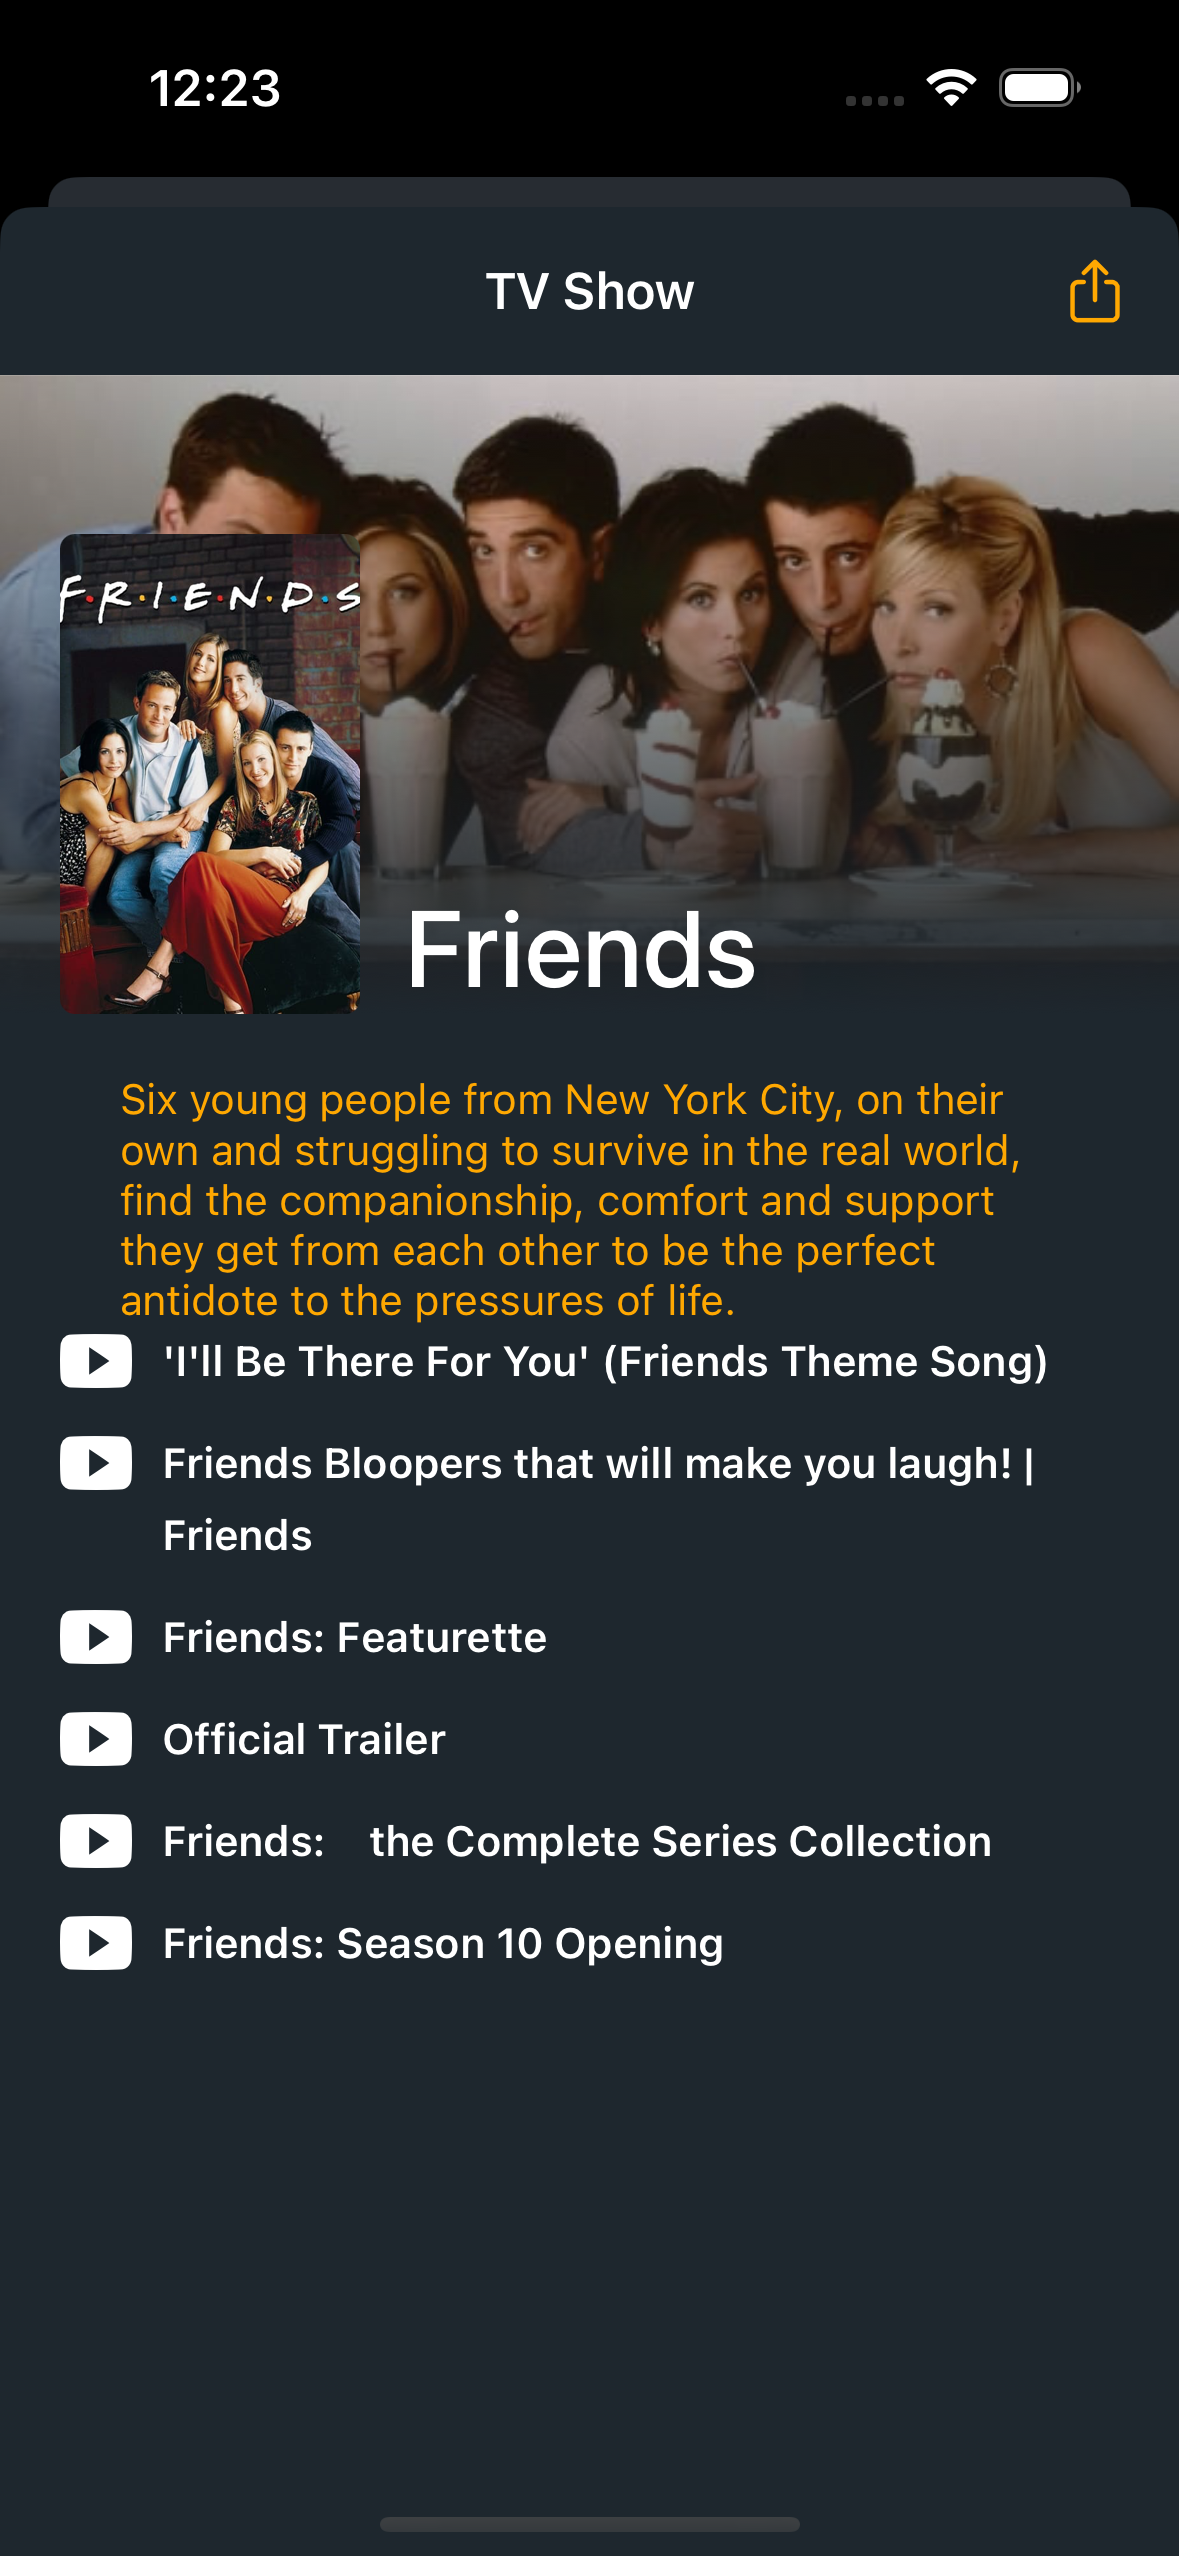 12:23
TV Show
F·R·I·E·N·D·S
Friends
Six young people from New York City, on their
own and struggling to survive in the real world,
find the companionship, comfort and support
they get from each other to be the perfect
antidote to the pressures of life.
'I'll Be There For You' (Friends Theme Song)
Friends Bloopers that will make you laugh! |
Friends
Friends: Featurette
Official Trailer
Friends: the Complete Series Collection
Friends: Season 10 Opening